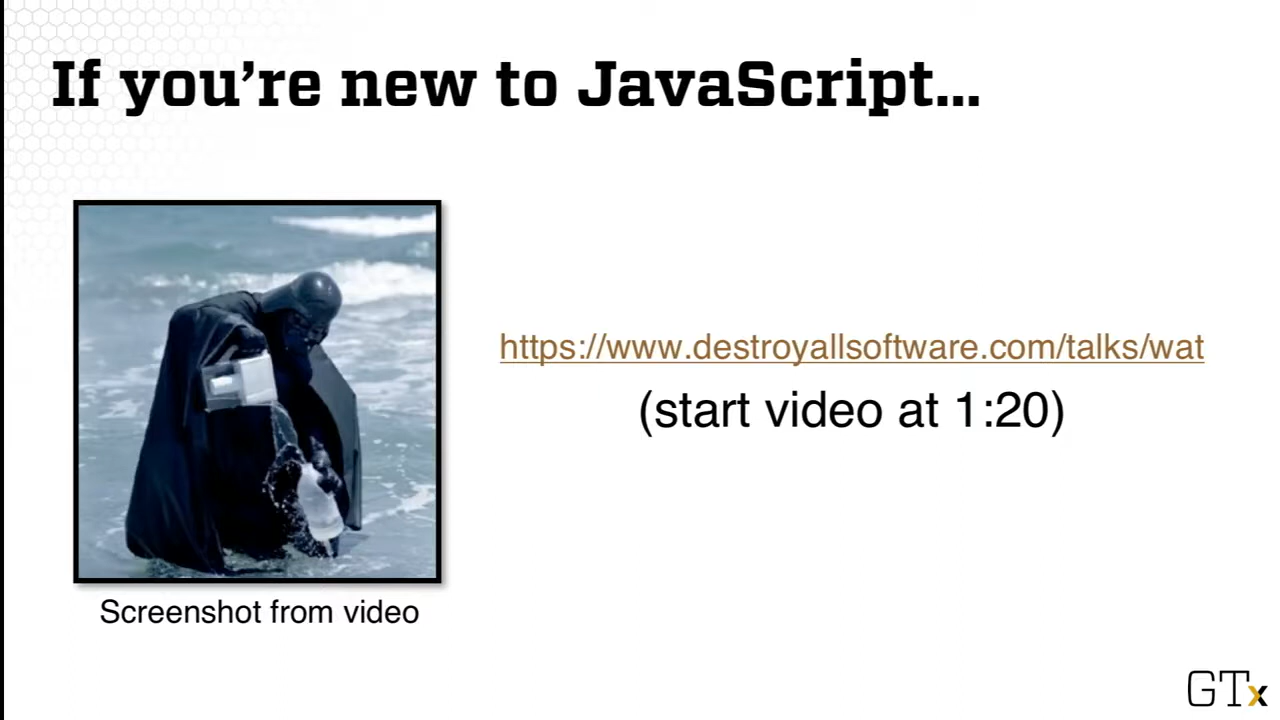 If you’re new to JavaScript...
https://www.destroyallsoftware.com/talks/wat
(start video at 1:20)
Screenshot from video
GTx